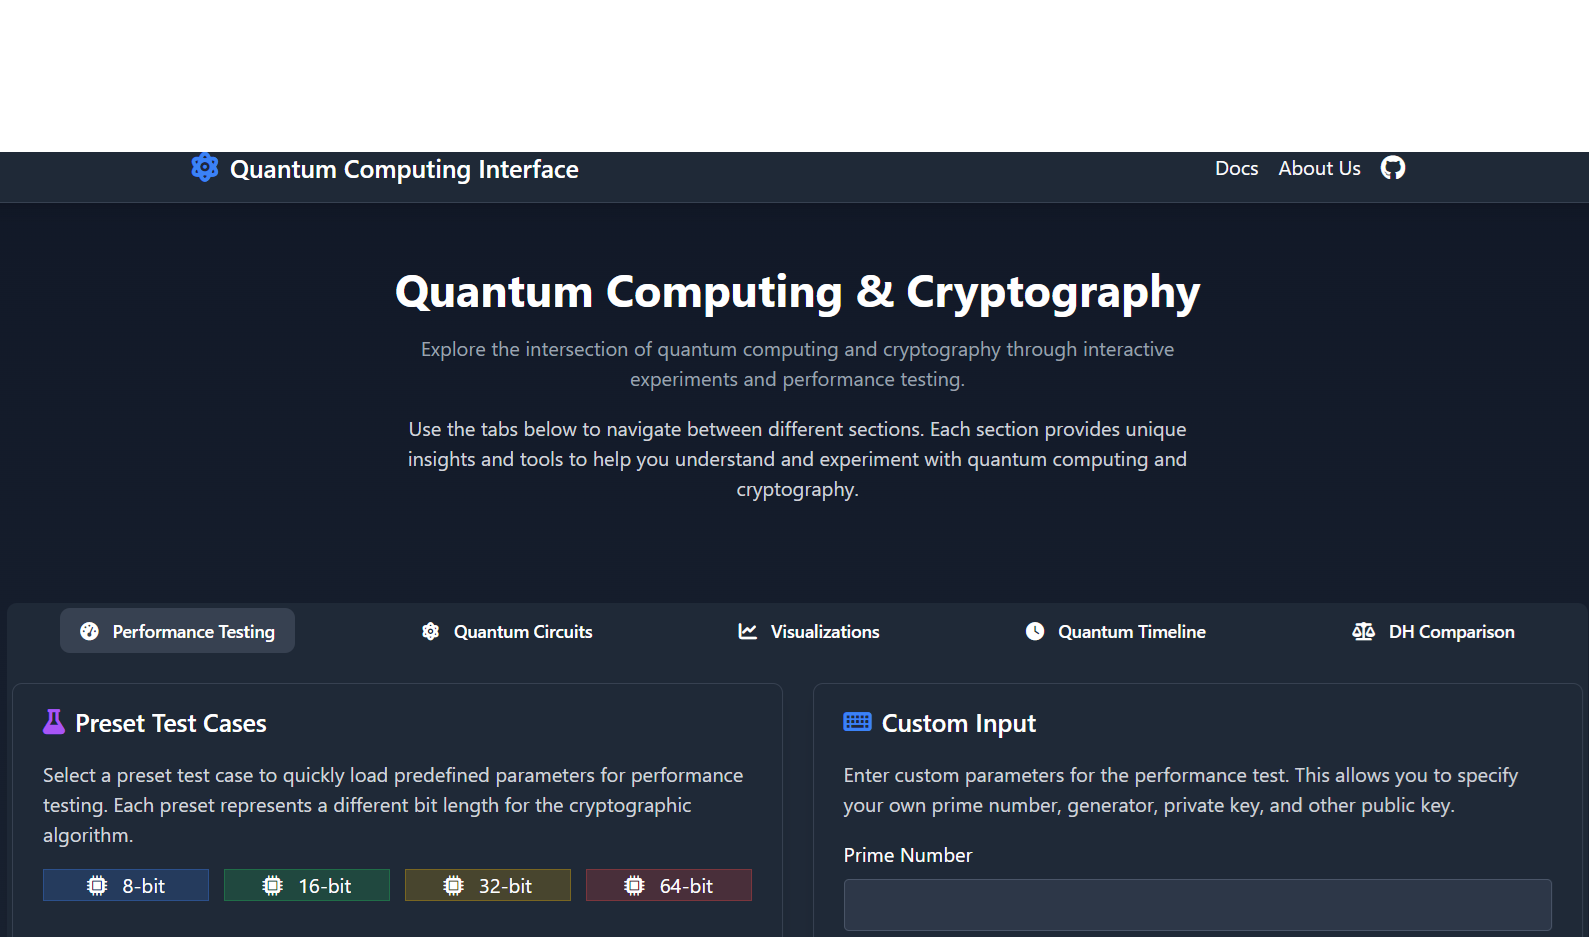 Quantum Computing Interface
Docs
About Us
Quantum Computing & Cryptography
Explore the intersection of quantum computing and cryptography through interactive
experiments and performance testing.
Use the tabs below to navigate between different sections. Each section provides unique
insights and tools to help you understand and experiment with quantum computing and
cryptography.
Performance Testing
Quantum Circuits
Visualizations
Quantum Timeline
DH Comparison
Preset Test Cases
Select a preset test case to quickly load predefined parameters for performance
testing. Each preset represents a different bit length for the cryptographic
algorithm.
8-bit
16-bit
32-bit
64-bit
Custom Input
Enter custom parameters for the performance test. This allows you to specify
your own prime number, generator, private key, and other public key.
Prime Number